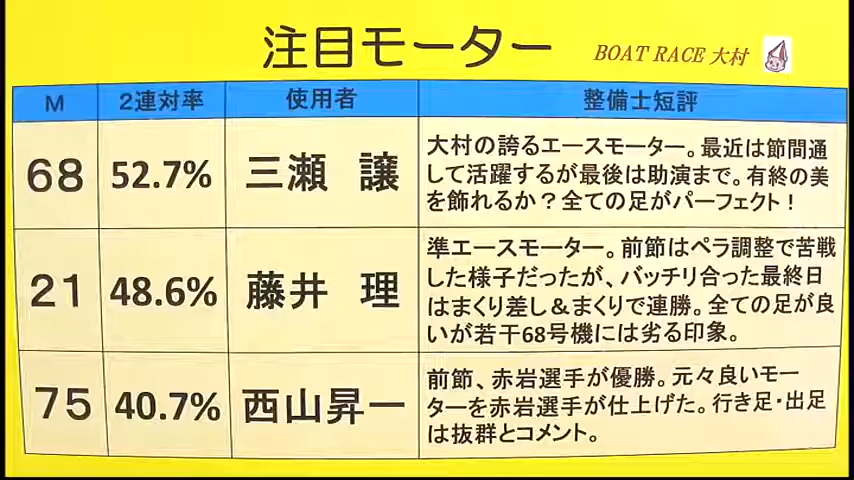 注目モーター
BOAT RACE 大村
M 2連対率 使用者 整備士短評
68 52.7% 三瀬 譲
大村の誇るエースモーター。最近は節間通
して活躍するが最後は助演まで。有終の美
を飾れるか?全ての足がパーフェクト!
21 48.6% 藤井 理
準エースモーター。前節はペラ調整で苦戦
した様子だったが、バッチリ合った最終日
はまくり差し&まくりで連勝。全ての足が良
いが若干68号機には劣る印象。
75 40.7% 西山昇一
前節、赤岩選手が優勝。元々良いモー
ターを赤岩選手が仕上げた。行き足・出足
は抜群とコメント。